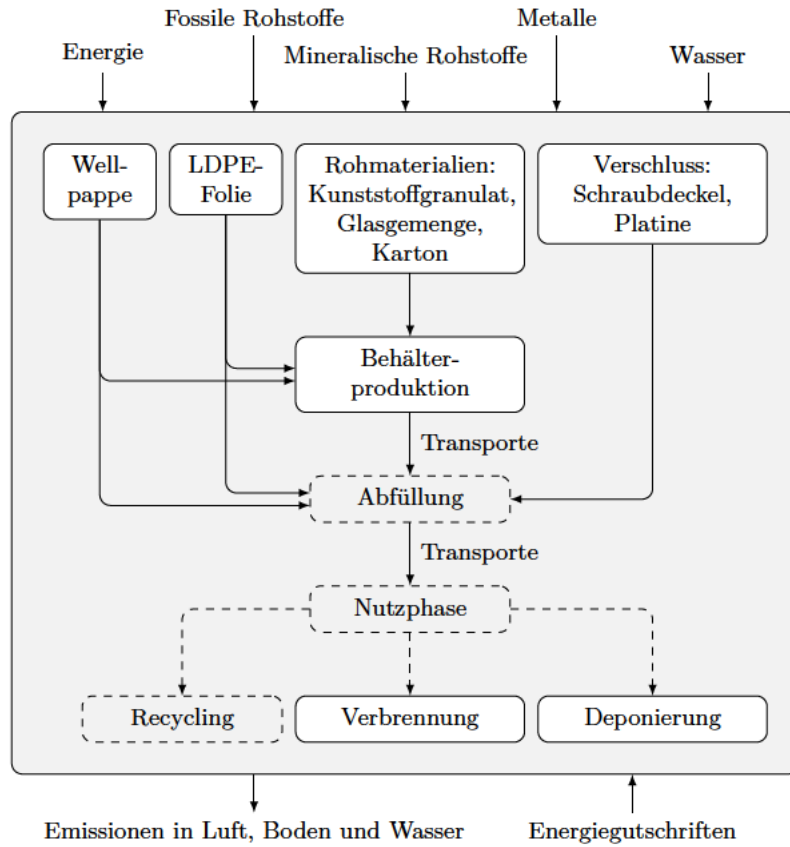 Fossile Rohstoffe
Metalle
Energie
Mineralische Rohstoffe
Wasser
Well-
pappe
LDPE-
Folie
Rohmaterialien:
Kunststoffgranulat,
Glasgemenge,
Karton
Verschluss:
Schraubdeckel,
Platine
Behälter-
produktion
Transporte
Abfüllung
Transporte
Nutzphase
Recycling
Verbrennung
Deponierung
Emissionen in Luft, Boden und Wasser
Energiegutschriften